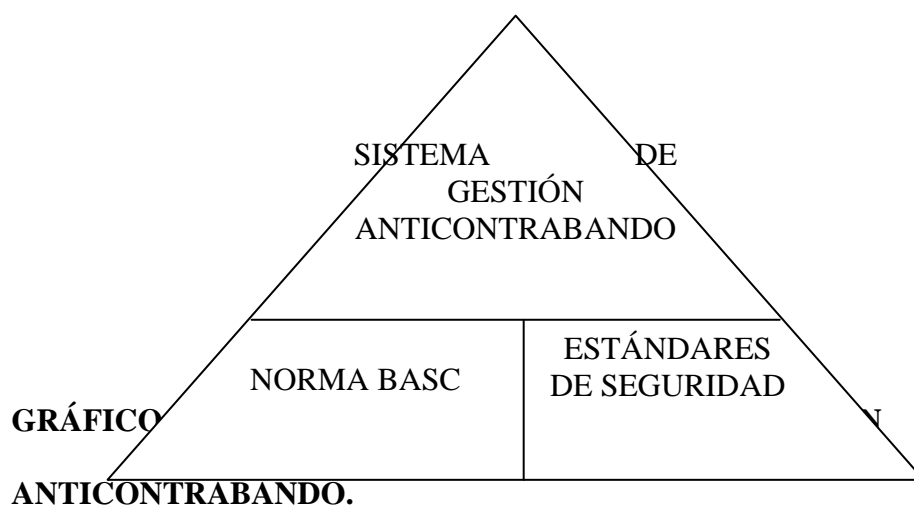 SISTEMA DE
GESTIÓN
ANTICONTRABANDO
NORMA BASC
ESTÁNDARES
DE SEGURIDAD
GRÁFICO
ANTICONTRABANDO.